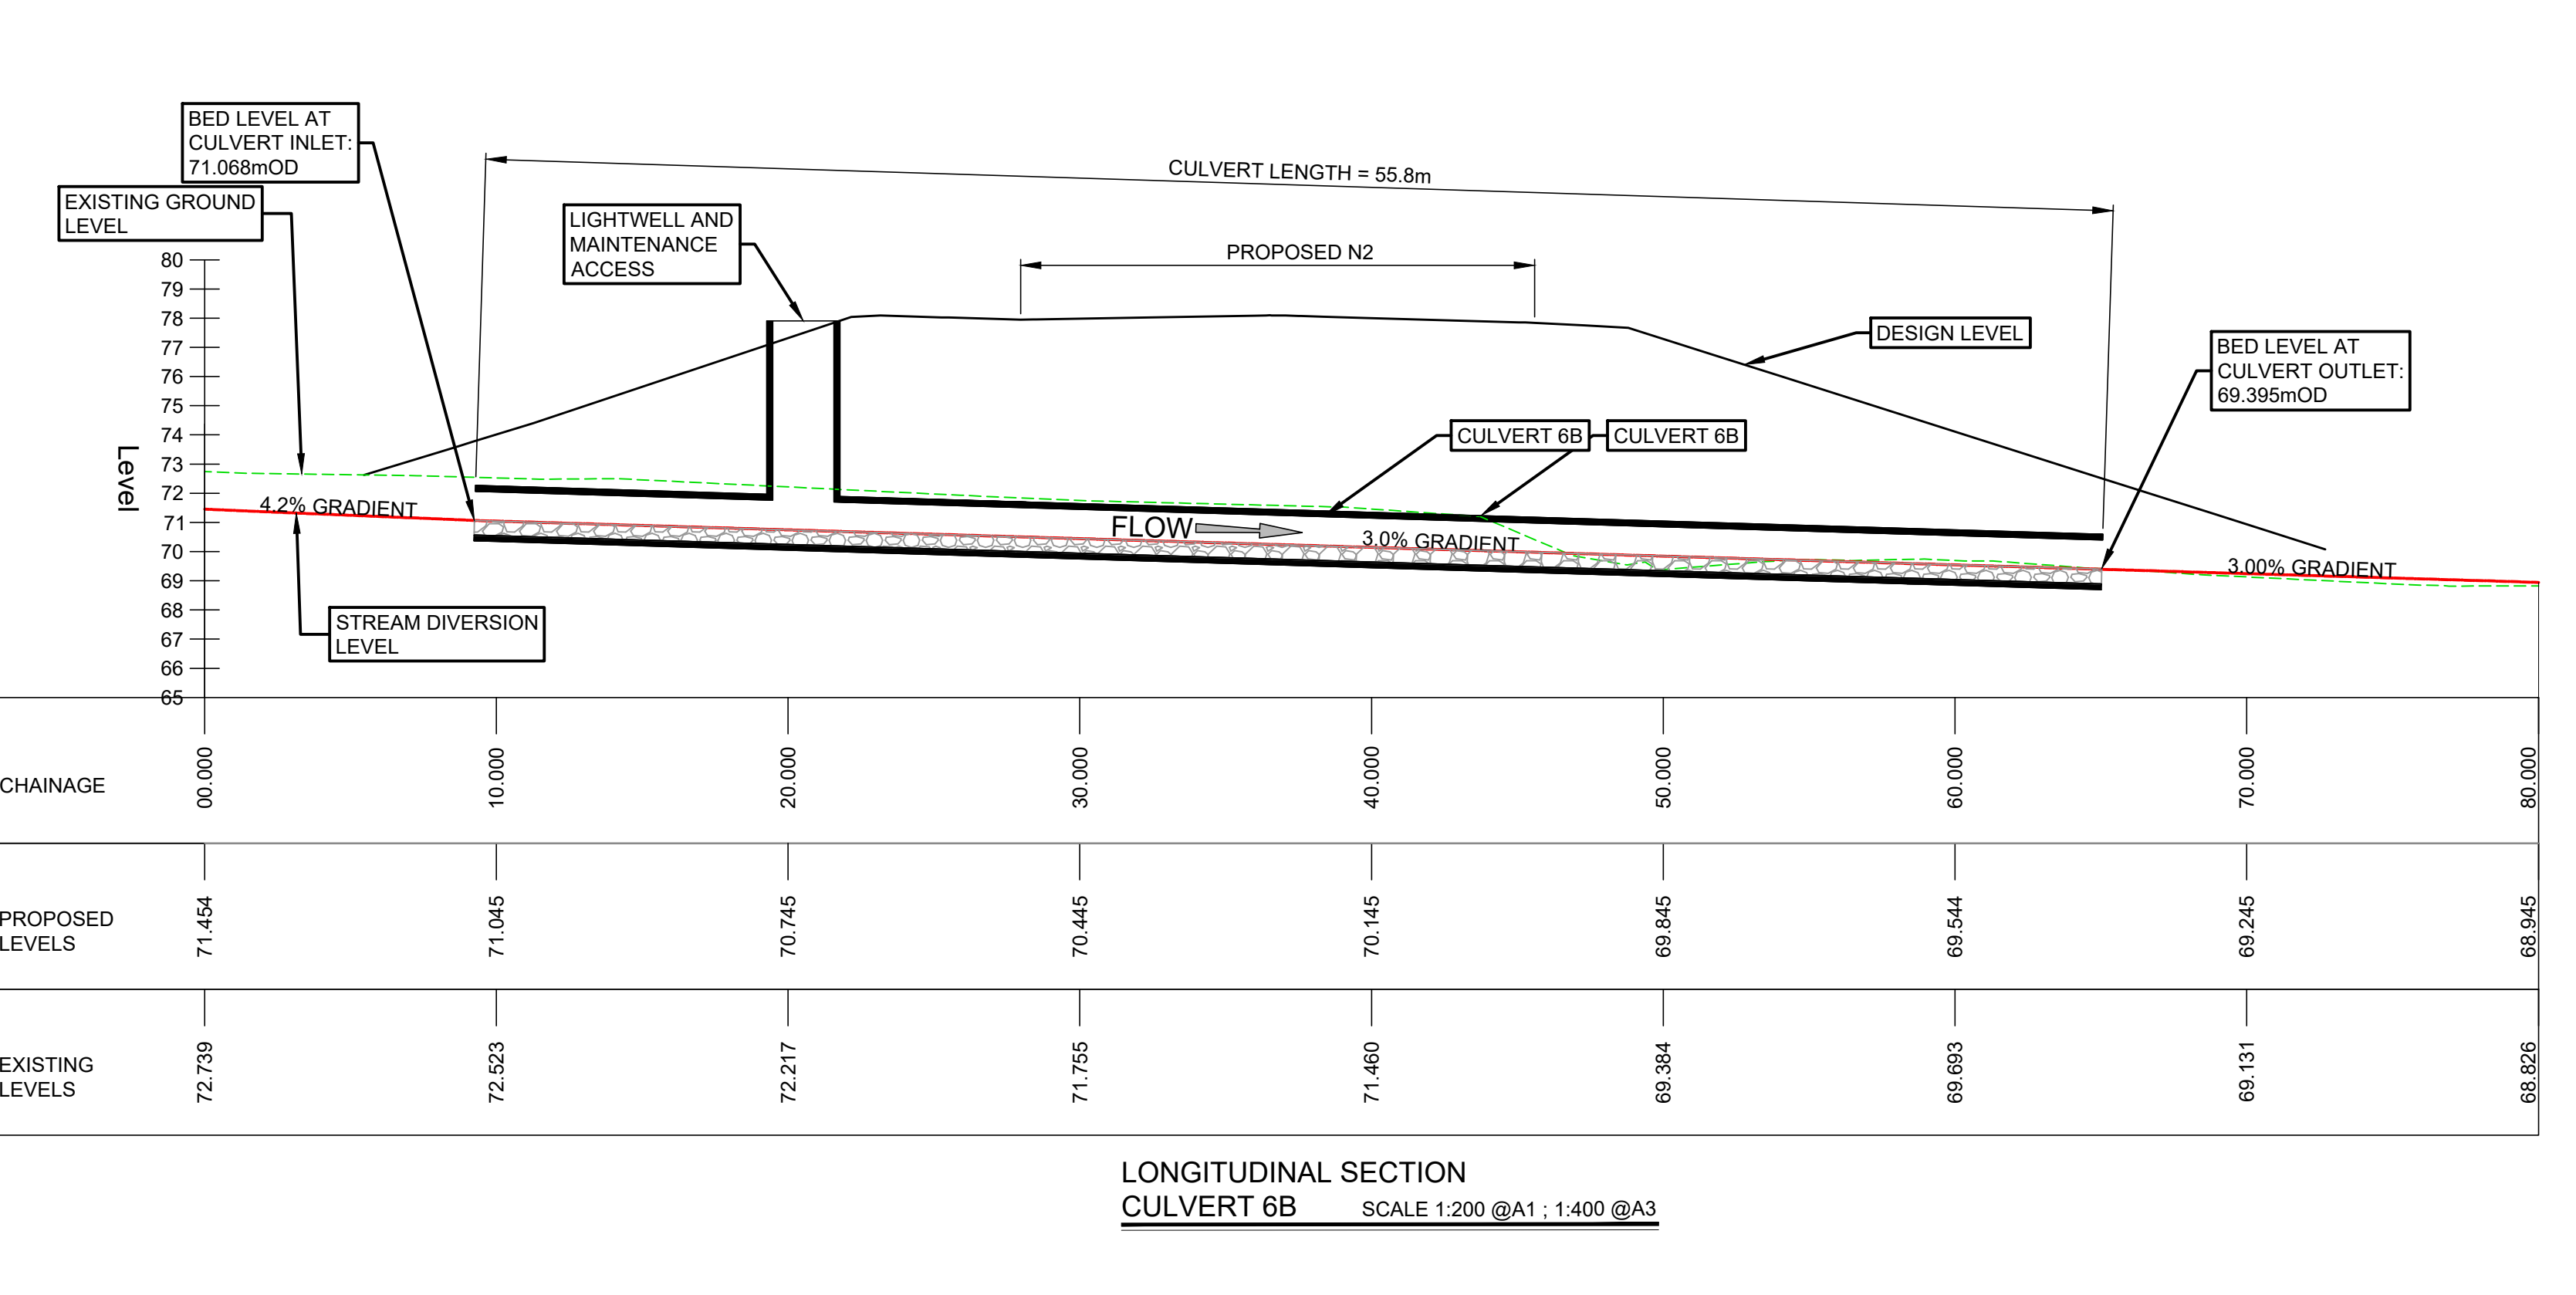 BED LEVEL AT
CULVERT INLET:
71.068mOD
EXISTING GROUND
LEVEL
LIGHTWELL AND
MAINTENANCE
ACCESS
CULVERT LENGTH = 55.8m
PROPOSED N2
DESIGN LEVEL
BED LEVEL AT
CULVERT OUTLET:
69.395mOD
CULVERT 6B
CULVERT 6B
80
79
78
77
76
75
74
73
72
71
70
69
68
67
66
65
Level
4.2% GRADIENT
FLOW
3.0% GRADIENT
3.00% GRADIENT
STREAM DIVERSION
LEVEL
CHAINAGE
00.000
10.000
20.000
30.000
40.000
50.000
60.000
70.000
80.000
PROPOSED
LEVELS
71.454
71.045
70.745
70.445
70.145
69.845
69.544
69.245
68.945
EXISTING
LEVELS
72.739
72.523
72.217
71.755
71.460
69.384
69.693
69.131
68.826
LONGITUDINAL SECTION
CULVERT 6B SCALE 1:200 @A1 ; 1:400 @A3